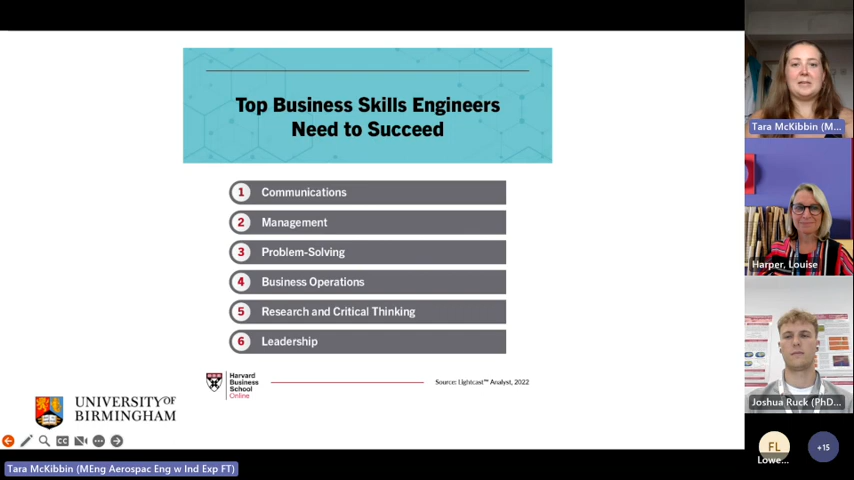 Top Business Skills Engineers
Need to Succeed
1 Communications
2 Management
3 Problem-Solving
4 Business Operations
5 Research and Critical Thinking
6 Leadership
Harvard
Business
School
Online
Source: Lightcast™ Analyst, 2022
UNIVERSITY OF
BIRMINGHAM
CC
Tara McKibbin (MEng Aerospac Eng w Ind Exp FT)
Tara McKibbin (M...
Harper, Louise
Joshua Ruck (PhD...
FL
Lowe...
+15